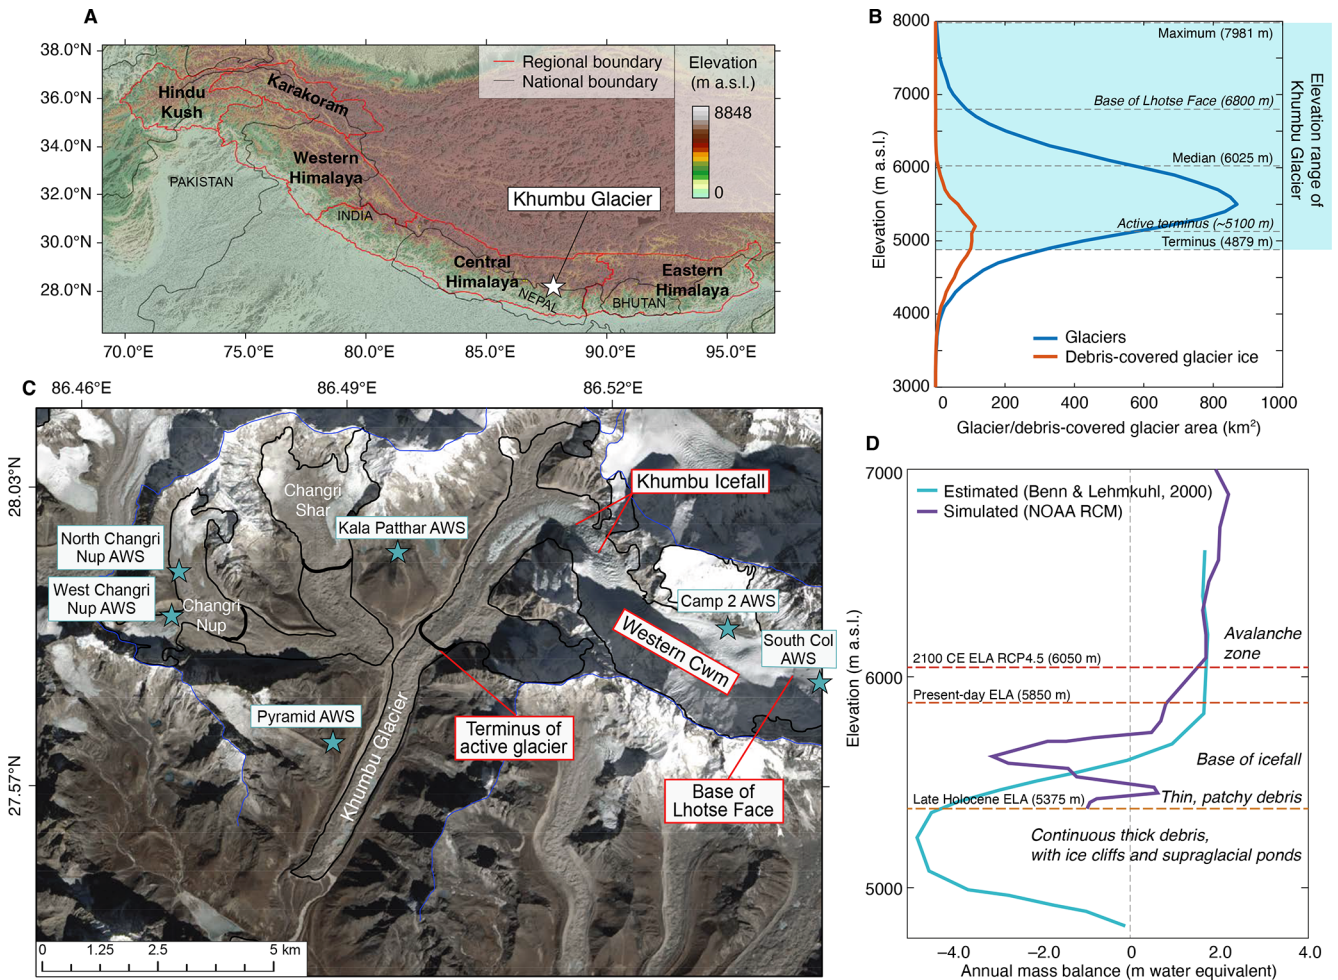 A
38.0°N
36.0°N
34.0°N
32.0°N
30.0°N
28.0°N
70.0°E
75.0°E
80.0°E
85.0°E
90.0°E
95.0°E
Regional boundary
National boundary
Elevation
(m a.s.l.)
8848
0
Hindu
Kush
Karakoram
Western
Himalaya
PAKISTAN
INDIA
Khumbu Glacier
Central
Himalaya
NEPAL
Eastern
Himalaya
BHUTAN
B
8000
7000
6000
5000
4000
3000
Elevation (m a.s.l.)
Maximum (7981 m)
Base of Lhotse Face (6800 m)
Median (6025 m)
Active terminus (~5100 m)
Terminus (4879 m)
Elevation range of
Khumbu Glacier
Glaciers
Debris-covered glacier ice
0
200
400
600
800
1000
Glacier/debris-covered glacier area (km²)
C
86.46°E
86.49°E
86.52°E
28.03°N
27.57°N
Changri
Shar
Khumbu Icefall
Kala Patthar AWS
North Changri
Nup AWS
West Changri
Nup AWS
Changri
Nup
Camp 2 AWS
South Col
AWS
Western Cwm
Pyramid AWS
Khumbu Glacier
Terminus of
active glacier
Base of
Lhotse Face
0
1.25
2.5
5 km
D
7000
6000
5000
Elevation (m a.s.l.)
Estimated (Benn & Lehmkuhl, 2000)
Simulated (NOAA RCM)
Avalanche
zone
2100 CE ELA RCP4.5 (6050 m)
Present-day ELA (5850 m)
Base of icefall
Late Holocene ELA (5375 m)
Thin, patchy debris
Continuous thick debris,
with ice cliffs and supraglacial ponds
−4.0
−2.0
0
2.0
4.0
Annual mass balance (m water equivalent)